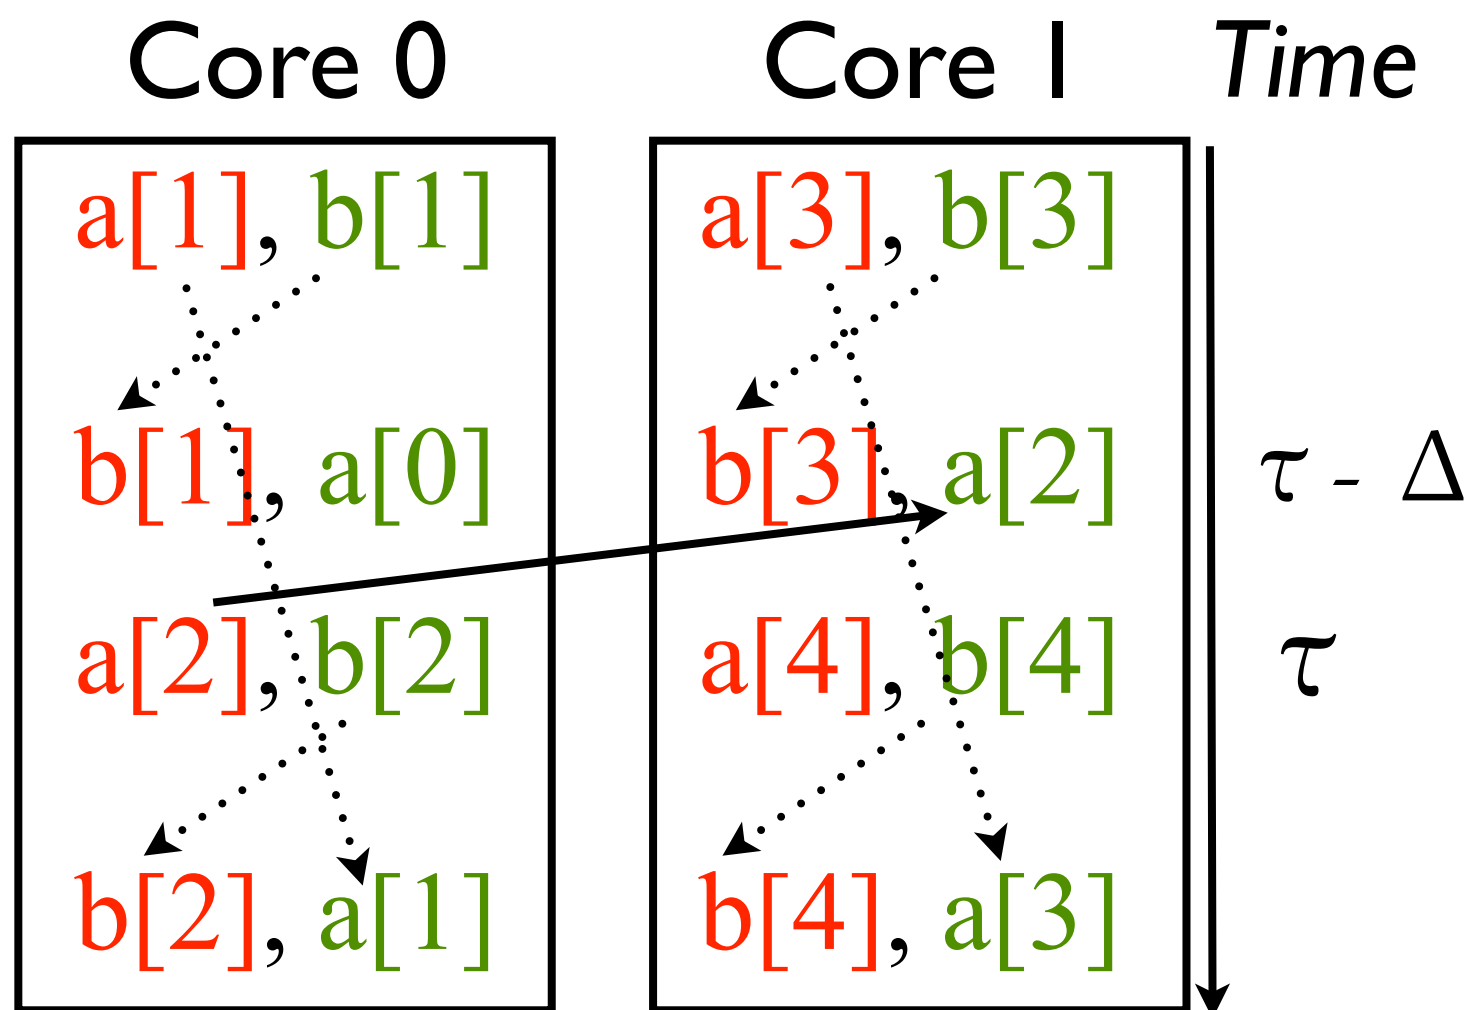 Core 0 Core 1 Time
a[1], b[1] a[3], b[3]
b[1], a[0] b[3], a[2] τ - Δ
a[2], b[2] a[4], b[4] τ
b[2], a[1] b[4], a[3]